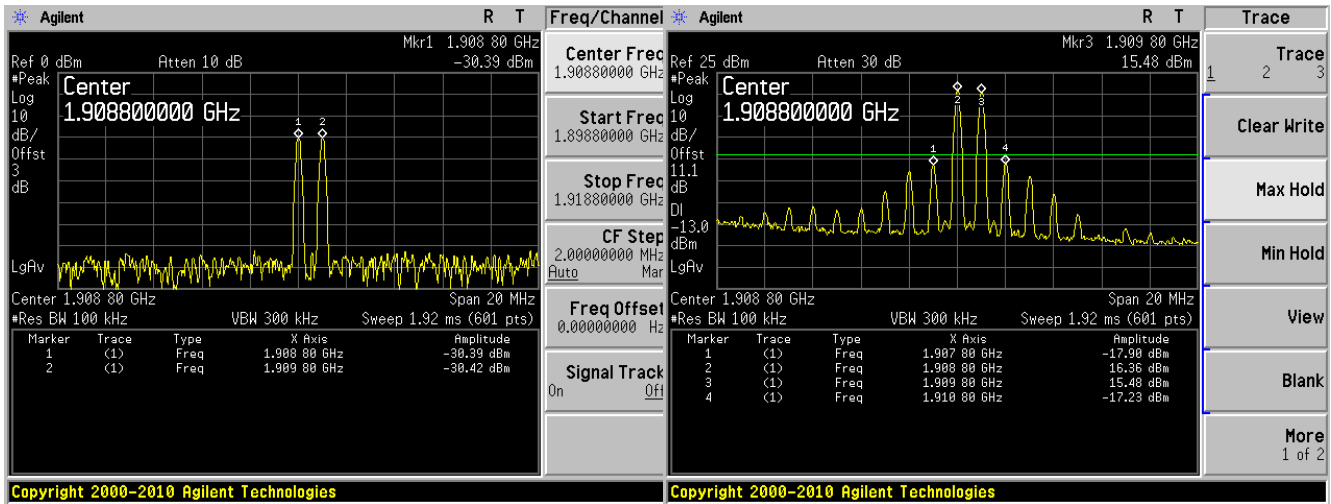 Agilent R T
Freq/Channel
Mkr1 1.908 80 GHz
Ref 0 dBm Atten 10 dB -30.39 dBm
#Peak
Log
10
dB/
Offst
3
dB
LgAv
Center
1.908800000 GHz
1 2
Center 1.908 80 GHz Span 20 MHz
#Res BW 100 kHz VBW 300 kHz Sweep 1.92 ms (601 pts)
Marker Trace Type X Axis Amplitude
1 (1) Freq 1.908 80 GHz -30.39 dBm
2 (1) Freq 1.909 80 GHz -30.42 dBm
Center Freq
1.90880000 GHz
Start Freq
1.89880000 GHz
Stop Freq
1.91880000 GHz
CF Step
2.00000000 MHz
Auto Man
Freq Offset
0.00000000 Hz
Signal Track
On Off
Copyright 2000-2010 Agilent Technologies
Agilent R T
Trace
Mkr3 1.909 80 GHz
Ref 25 dBm Atten 30 dB 15.48 dBm
#Peak
Log
10
dB/
Offst
11.1
dB
DI
-13.0
dBm
LgAv
Center
1.908800000 GHz
1 2 3 4
Center 1.908 80 GHz Span 20 MHz
#Res BW 100 kHz VBW 300 kHz Sweep 1.92 ms (601 pts)
Marker Trace Type X Axis Amplitude
1 (1) Freq 1.907 80 GHz -17.90 dBm
2 (1) Freq 1.908 80 GHz 16.36 dBm
3 (1) Freq 1.909 80 GHz 15.48 dBm
4 (1) Freq 1.910 80 GHz -17.23 dBm
Trace
1 2 3
Clear Write
Max Hold
Min Hold
View
Blank
More
1 of 2
Copyright 2000-2010 Agilent Technologies